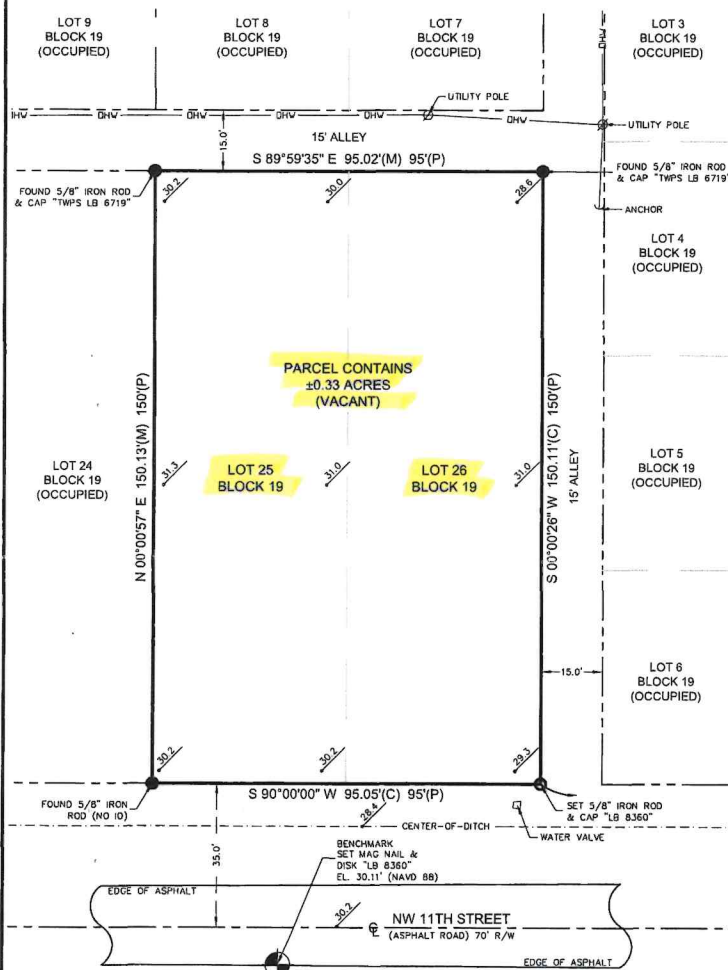 LOT 9
BLOCK 19
(OCCUPIED)
LOT 8
BLOCK 19
(OCCUPIED)
LOT 7
BLOCK 19
(OCCUPIED)
LOT 3
BLOCK 19
(OCCUPIED)
OHW
UTILITY POLE
OHW
OHW
OHW
OHW
OHW
UTILITY POLE
15.0'
15' ALLEY
S 89°59'35" E 95.02'(M) 95'(P)
FOUND 5/8" IRON ROD
& CAP "TWPS LB 6719"
30.2
30.0
28.6
FOUND 5/8" IRON ROD
& CAP "TWPS LB 6719"
ANCHOR
LOT 4
BLOCK 19
(OCCUPIED)
PARCEL CONTAINS
±0.33 ACRES
(VACANT)
N 00°00'57" E 150.13'(M) 150'(P)
S 00°00'26" W 150.11'(C) 150'(P)
15' ALLEY
LOT 24
BLOCK 19
(OCCUPIED)
31.3
LOT 25
BLOCK 19
31.0
LOT 26
BLOCK 19
31.0
LOT 5
BLOCK 19
(OCCUPIED)
15.0'
LOT 6
BLOCK 19
(OCCUPIED)
30.2
30.2
29.3
S 90°00'00" W 95.05'(C) 95'(P)
FOUND 5/8" IRON
ROD (NO ID)
SET 5/8" IRON ROD
& CAP "LB 8360"
28.4
CENTER-OF-DITCH
WATER VALVE
35.0'
BENCHMARK
SET MAG NAIL &
DISK "LB 8360"
EL. 30.11' (NAVD 88)
EDGE OF ASPHALT
30.2
NW 11TH STREET
(ASPHALT ROAD) 70' R/W
EDGE OF ASPHALT